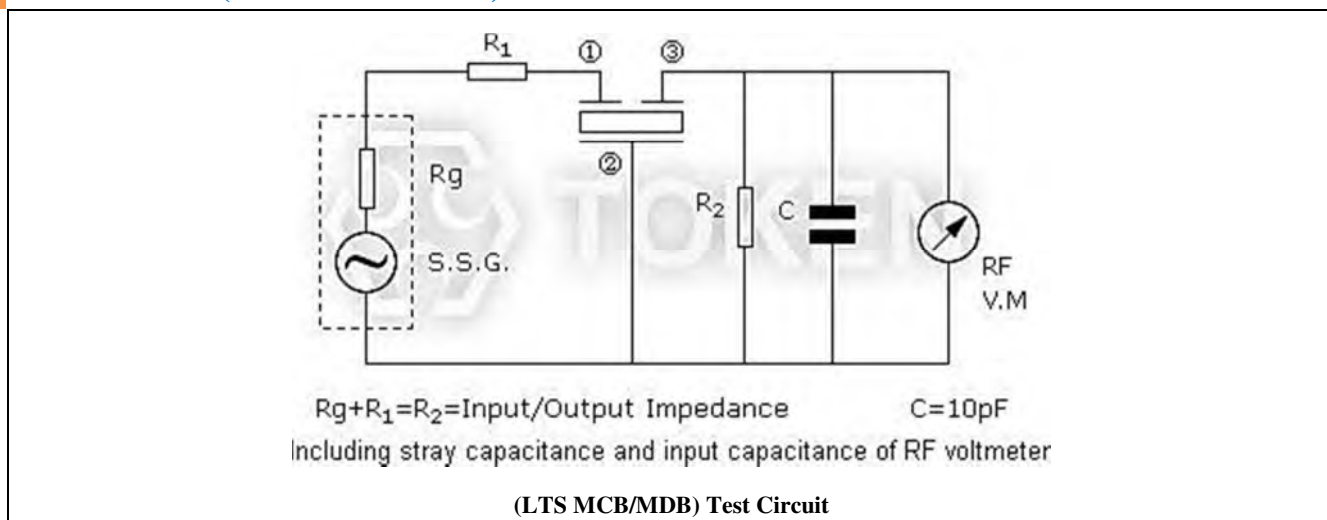 R1
①
③
②
Rg
S.S.G.
R2
C
RF
V.M
TOKEN
Rg+R1=R2=Input/Output Impedance C=10pF
Including stray capacitance and input capacitance of RF voltmeter
(LTS MCB/MDB) Test Circuit